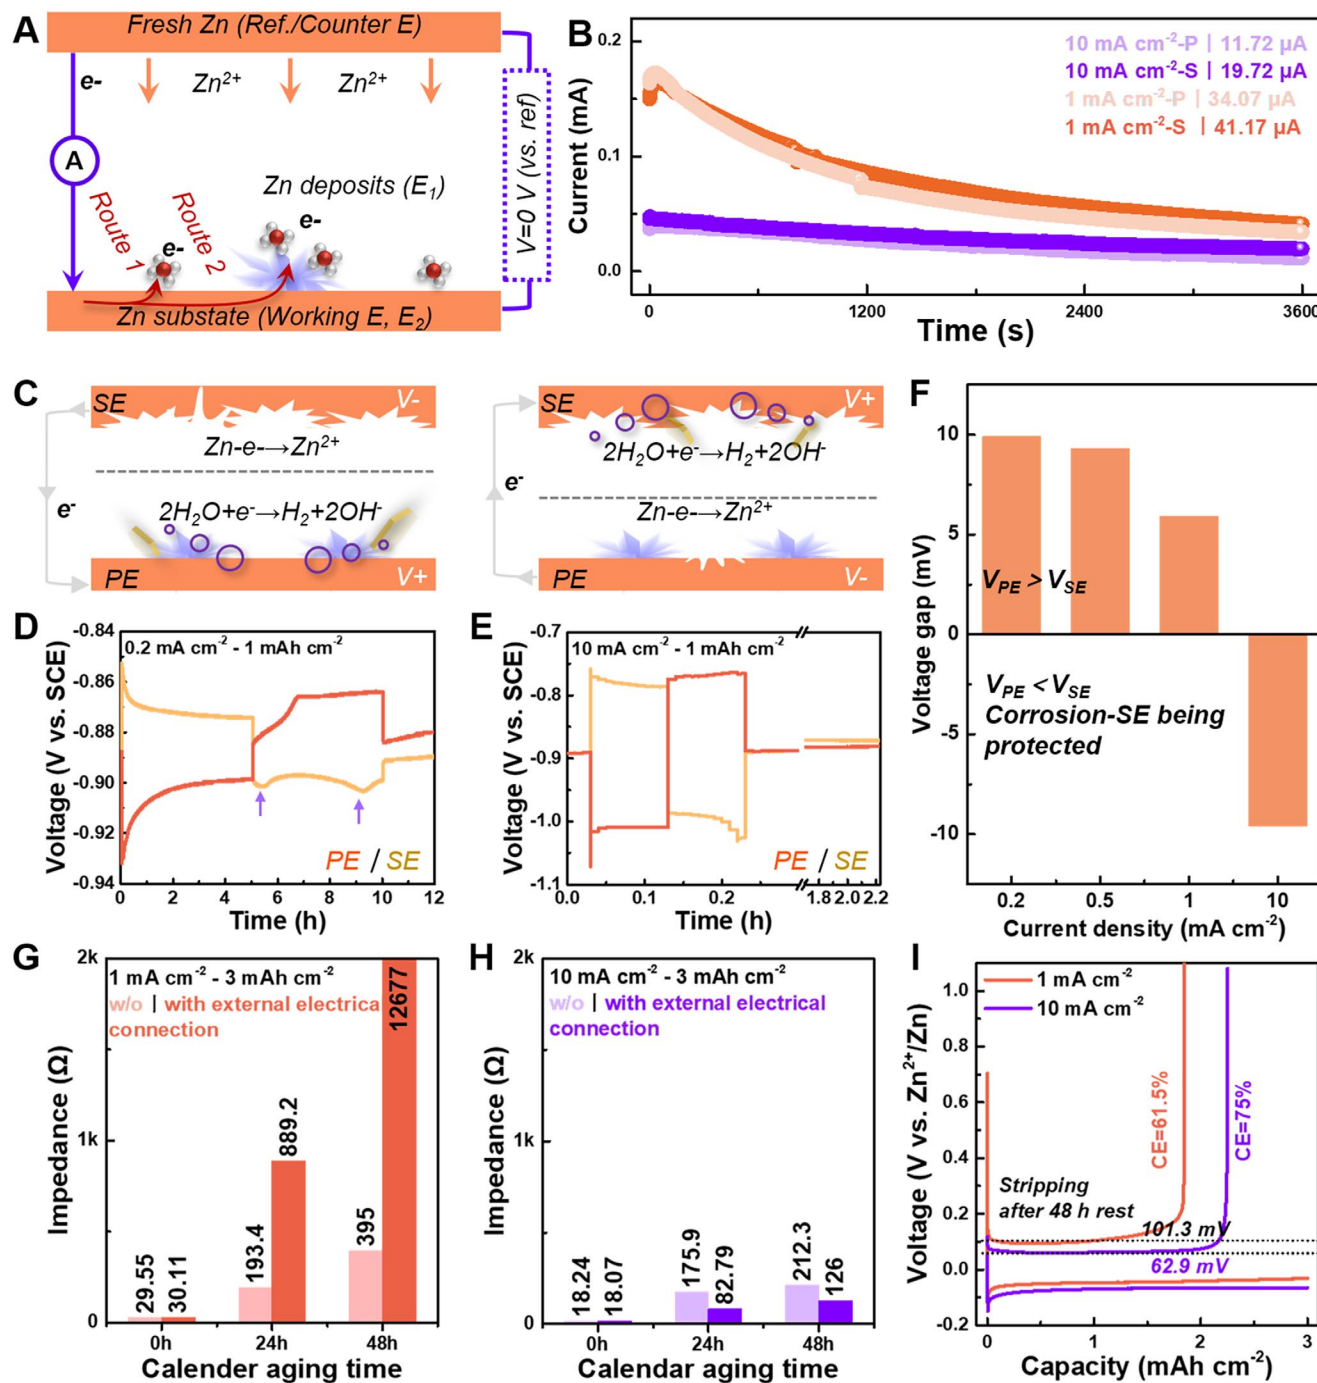 A
Fresh Zn (Ref./Counter E)
e-
Zn²⁺
Zn²⁺
A
V=0 V (vs. ref)
Zn deposits (E₁)
Route 1
Route 2
e-
e-
Zn substate (Working E, E₂)
B
10 mA cm⁻²-P | 11.72 μA
10 mA cm⁻²-S | 19.72 μA
1 mA cm⁻²-P | 34.07 μA
1 mA cm⁻²-S | 41.17 μA
Current (mA)
0.2
0.1
0.0
0
1200
2400
3600
Time (s)
C
SE
V-
Zn-e-→Zn²⁺
e-
2H₂O+e⁻→H₂+2OH⁻
PE
V+
SE
V+
2H₂O+e⁻→H₂+2OH⁻
e-
Zn-e-→Zn²⁺
PE
V-
D
0.2 mA cm⁻² - 1 mAh cm⁻²
Voltage (V vs. SCE)
-0.84
-0.86
-0.88
-0.90
-0.92
-0.94
PE / SE
0 2 4 6 8 10 12
Time (h)
E
10 mA cm⁻² - 1 mAh cm⁻²
Voltage (V vs. SCE)
-0.7
-0.8
-0.9
-1.0
-1.1
PE / SE
0.0 0.1 0.2 1.8 2.0 2.2
Time (h)
F
Voltage gap (mV)
10
5
0
-5
-10
V_PE > V_SE
V_PE < V_SE
Corrosion-SE being
protected
0.2 0.5 1 10
Current density (mA cm⁻²)
G
1 mA cm⁻² - 3 mAh cm⁻²
w/o | with external electrica
connection
Impedance (Ω)
2k
1k
0
29.55
30.11
193.4
889.2
395
12677
0h 24h 48h
Calender aging time
H
10 mA cm⁻² - 3 mAh cm⁻²
w/o | with external electrical
connection
Impedance (Ω)
2k
1k
0
18.24
18.07
175.9
82.79
212.3
126
0h 24h 48h
Calendar aging time
I
1 mA cm⁻²
10 mA cm⁻²
Voltage (V vs. Zn²⁺/Zn)
1.0
0.8
0.6
0.4
0.2
0.0
-0.2
CE=61.5%
CE=75%
Stripping
after 48 h rest
101.3 mV
62.9 mV
0 1 2 3
Capacity (mAh cm⁻²)